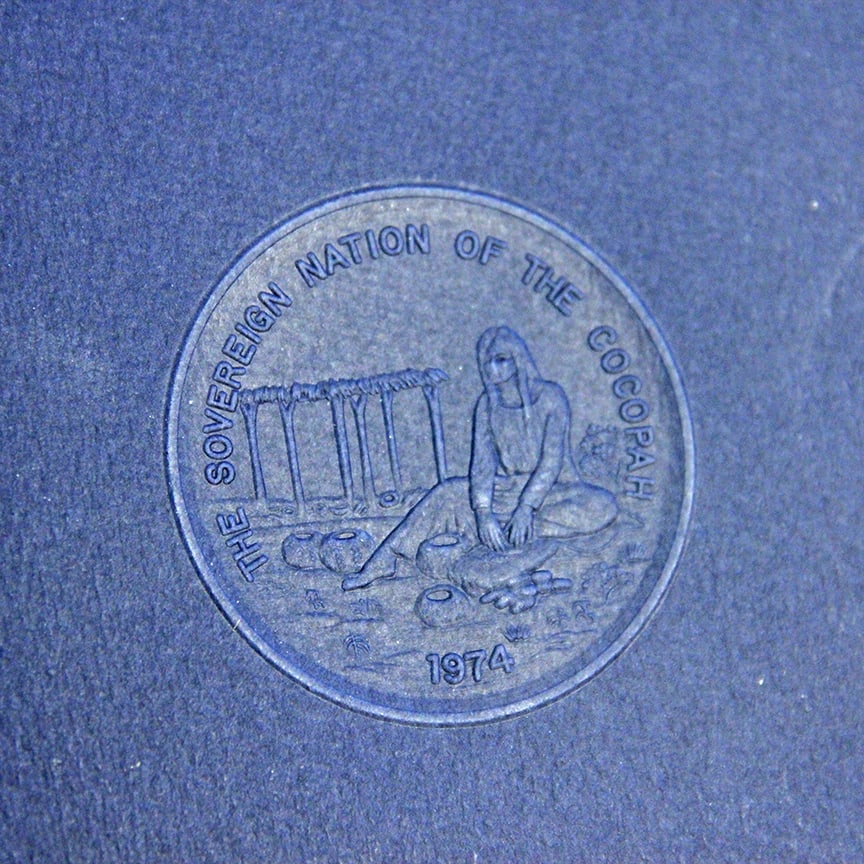 THE SOVEREIGN NATION OF THE COCOPAH
1974